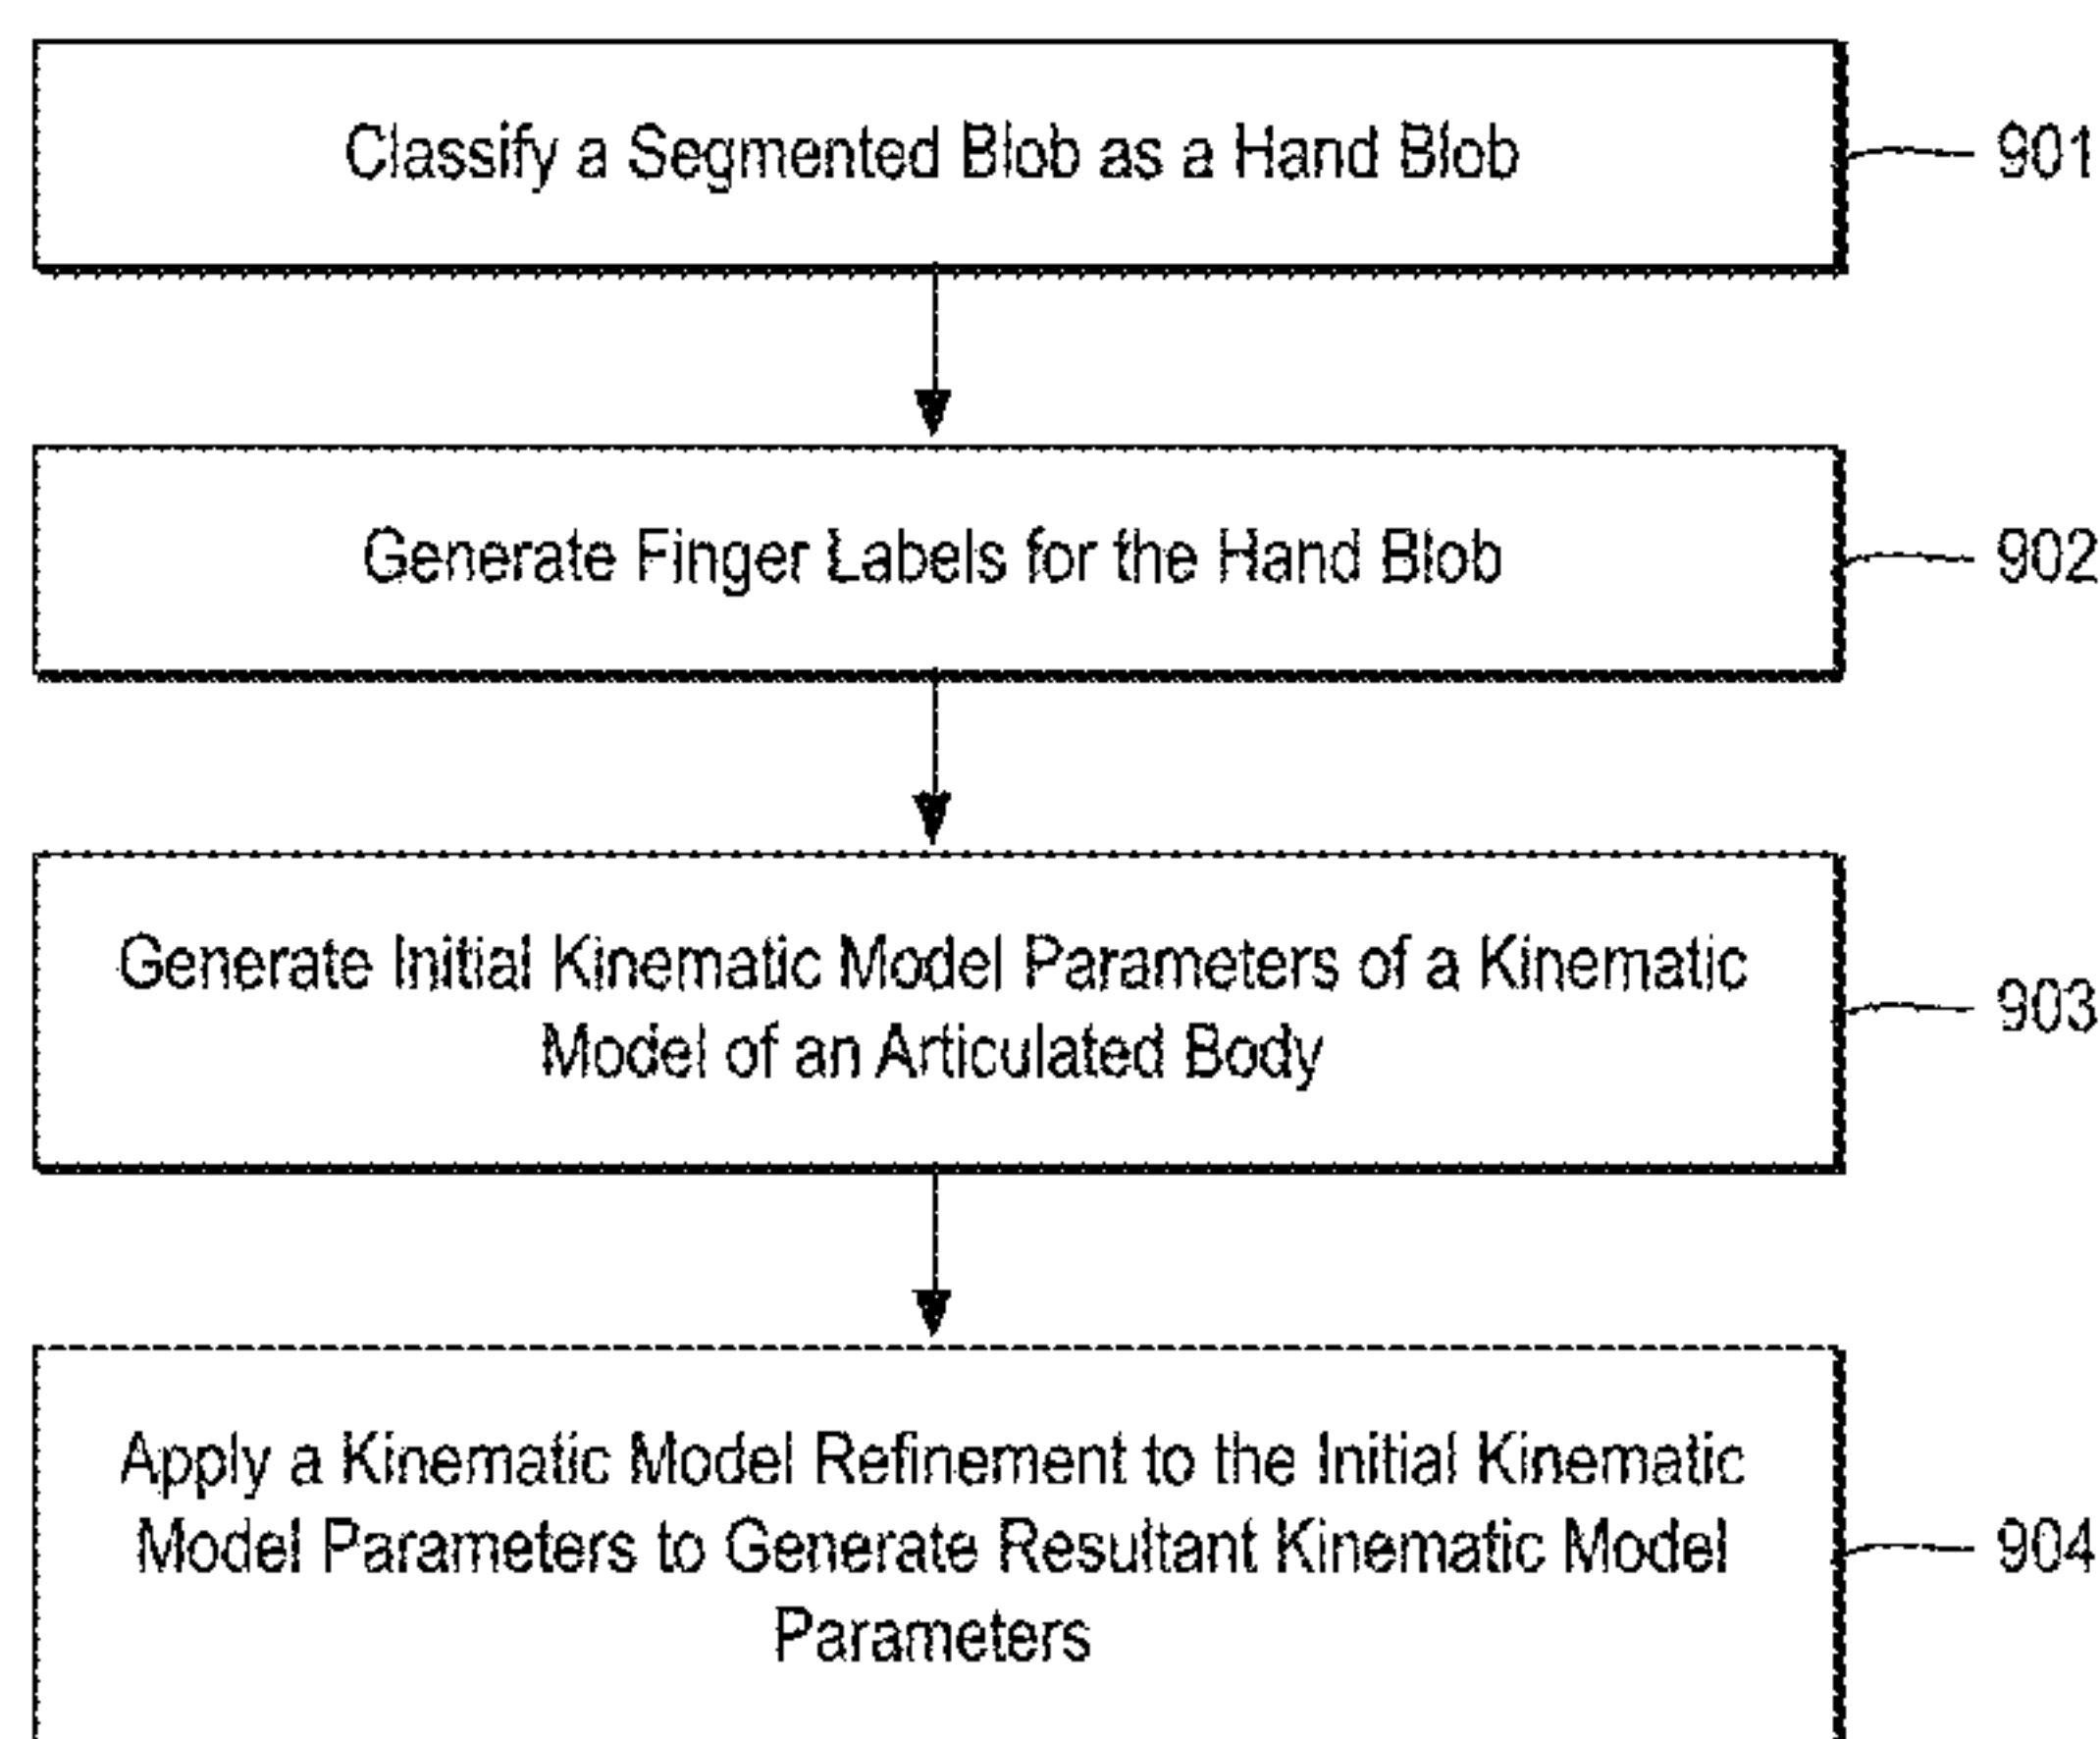 Classify a Segmented Blob as a Hand Blob
901
Generate Finger Labels for the Hand Blob
902
Generate Initial Kinematic Model Parameters of a Kinematic
Model of an Articulated Body
903
Apply a Kinematic Model Refinement to the Initial Kinematic
Model Parameters to Generate Resultant Kinematic Model
Parameters
904